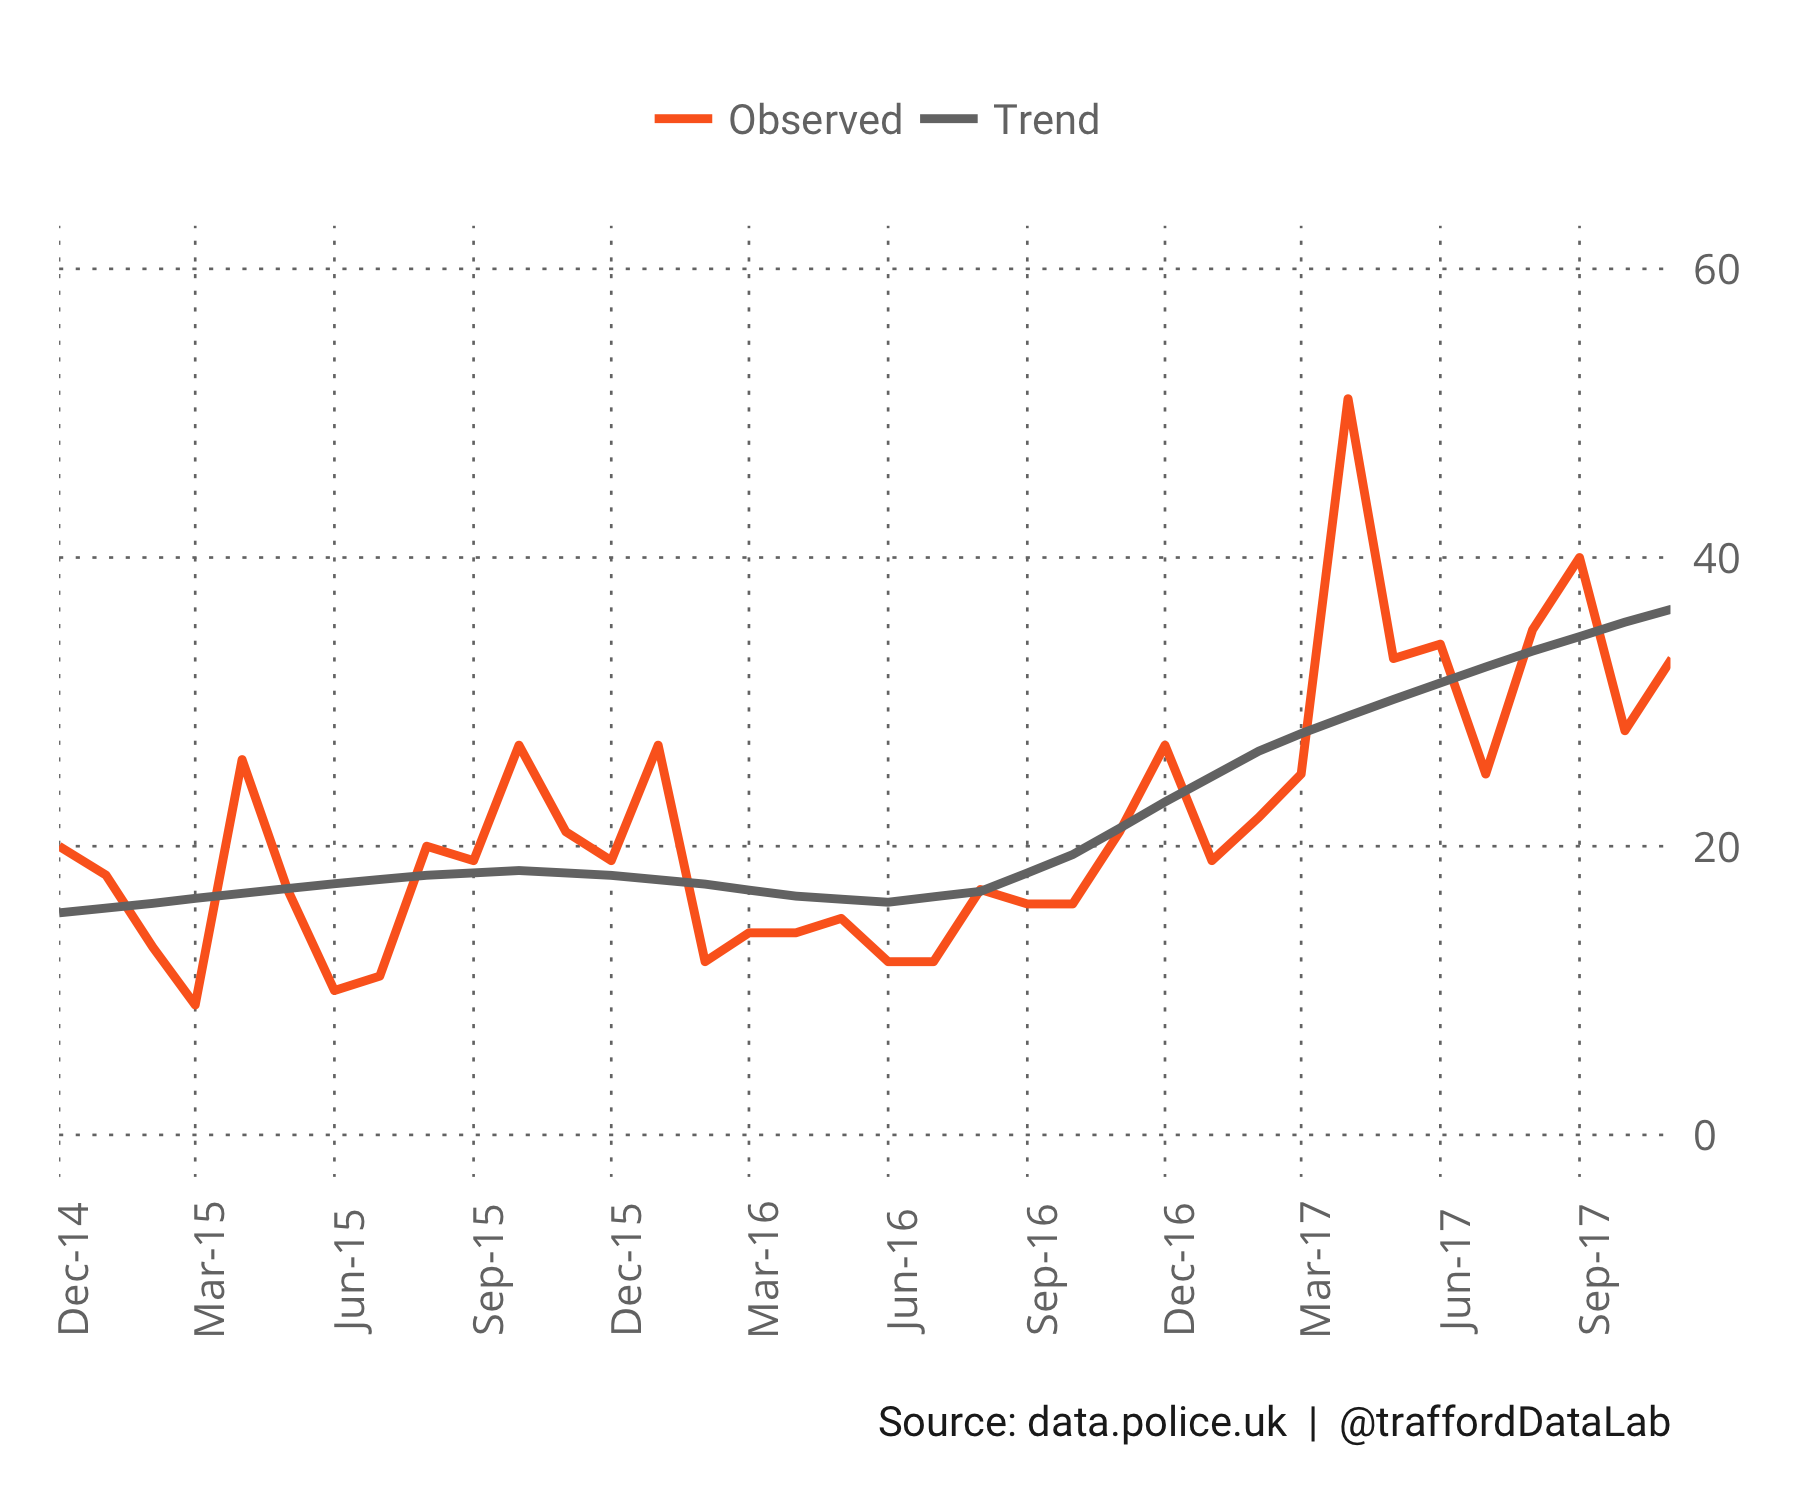 Observed Trend
60
40
20
0
Dec-14 Mar-15 Jun-15 Sep-15 Dec-15 Mar-16 Jun-16 Sep-16 Dec-16 Mar-17 Jun-17 Sep-17
Source: data.police.uk | @traffordDataLab